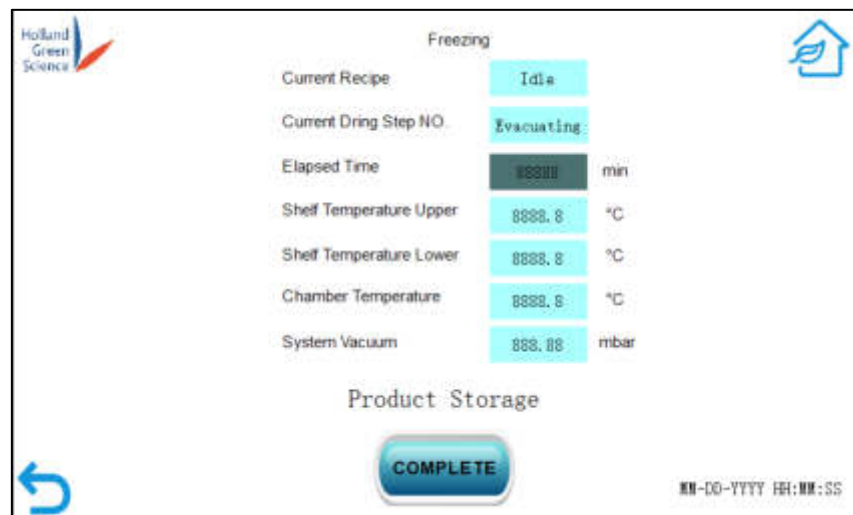 Holland
Green
Science
Freezing
Current Recipe Idle
Current Dring Step NO. Evacuating
Elapsed Time 88888 min
Shelf Temperature Upper 8888.8 °C
Shelf Temperature Lower 8888.8 °C
Chamber Temperature 8888.8 °C
System Vacuum 888.88 mbar
Product Storage
COMPLETE
MM-DD-YYYY HH:MM:SS